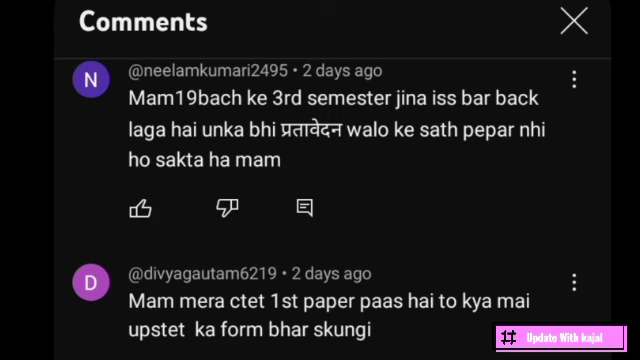 Comments
N
@neelamkumari2495 • 2 days ago
Mam19bach ke 3rd semester jina iss bar back
laga hai unka bhi प्रतावेदन walo ke sath pepar nhi
ho sakta ha mam
D
@divyagautam6219 • 2 days ago
Mam mera ctet 1st paper paas hai to kya mai
upstet ka form bhar skungi
Update With kajal